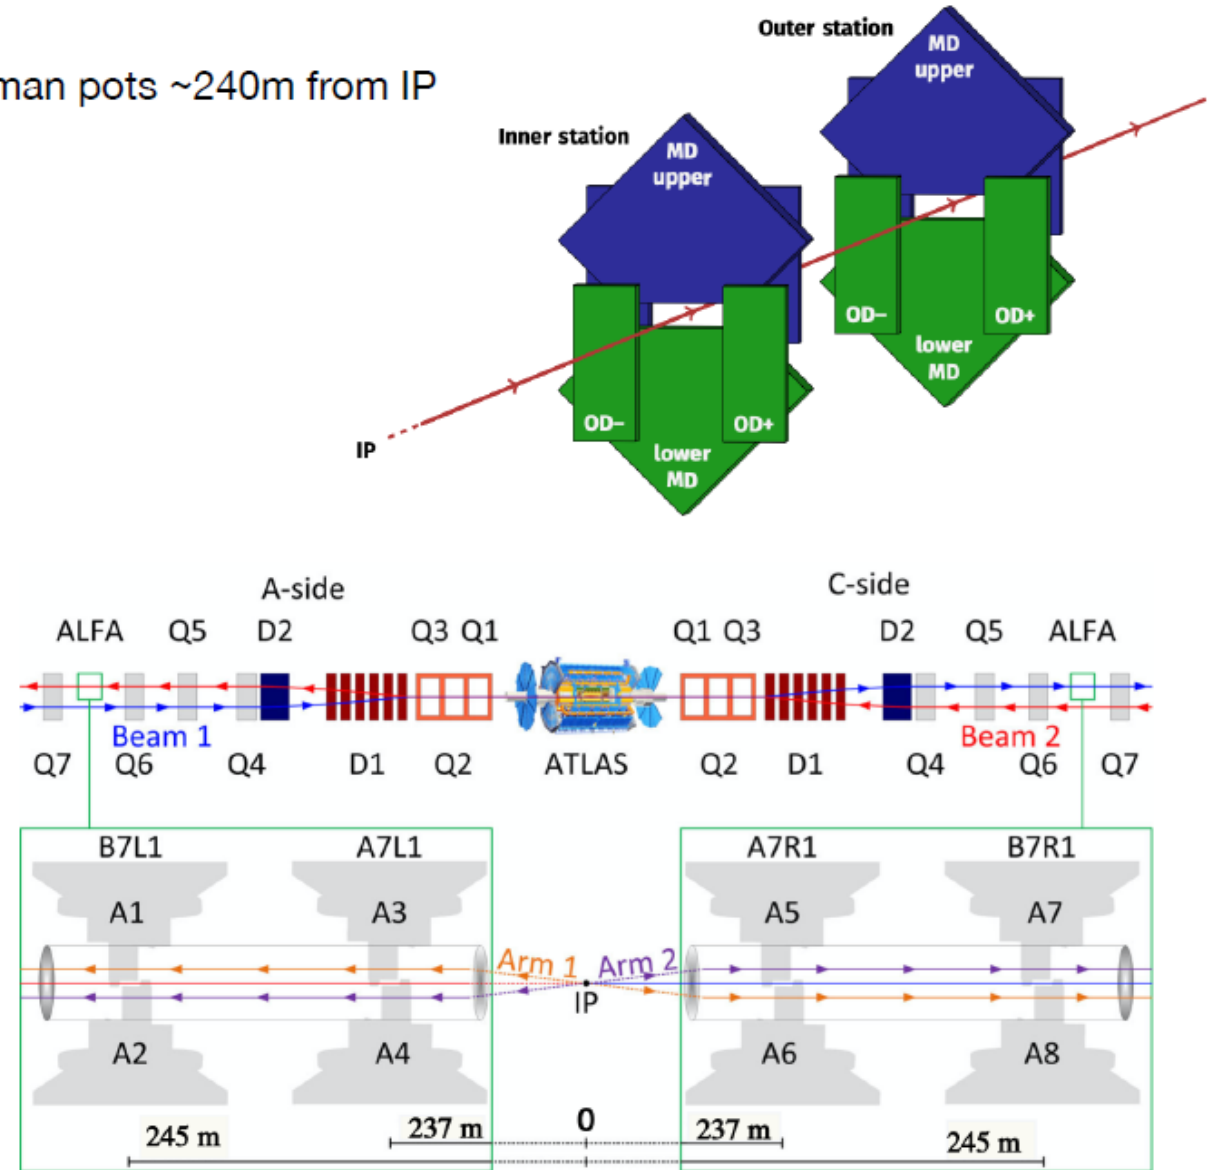 man pots ~240m from IP
Outer station
MD
upper
Inner station
MD
upper
OD−
OD+
lower
MD
OD−
OD+
lower
MD
IP
A-side
C-side
ALFA Q5 D2 Q3 Q1 Q1 Q3 D2 Q5 ALFA
Beam 1
Beam 2
Q7 Q6 Q4 D1 Q2 ATLAS Q2 D1 Q4 Q6 Q7
B7L1 A7L1 A7R1 B7R1
A1 A3 A5 A7
Arm 1 Arm 2
IP
A2 A4 A6 A8
0
245 m 237 m 237 m 245 m